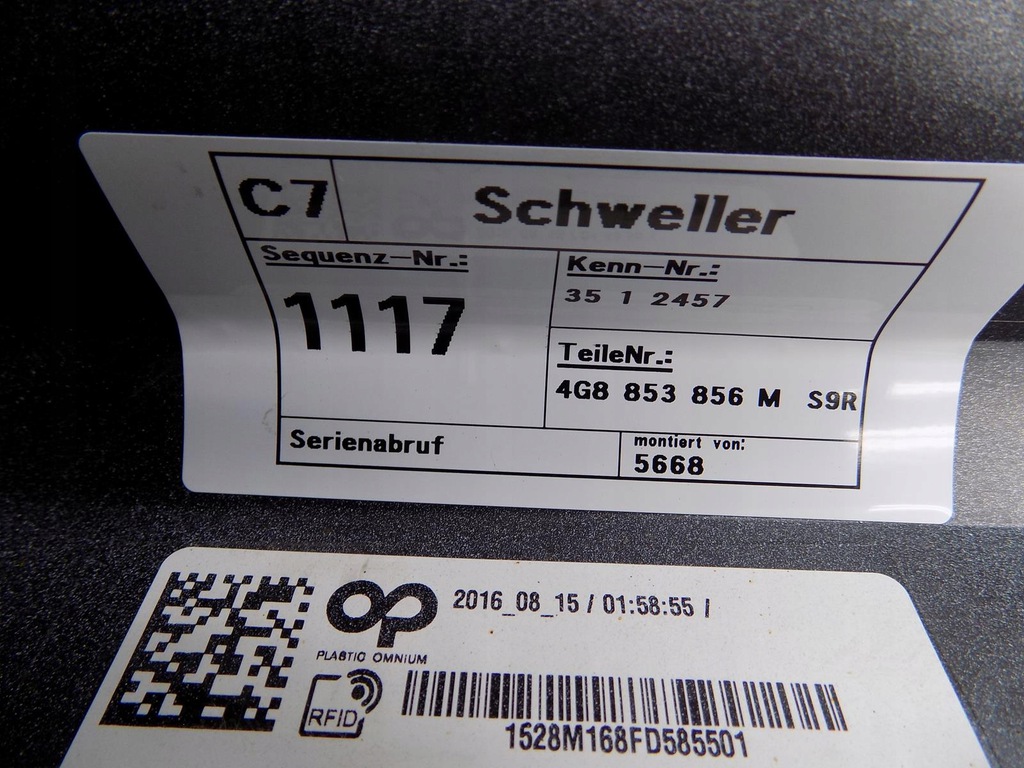 C7 Schweller
Sequenz-Nr.:
1117
Kenn-Nr.:
35 1 2457
TeileNr.:
4G8 853 856 M S9R
Serienabruf
montiert von:
5668
op 2016_08_15 / 01:58:55 I
PLASTIC OMNIUM
RFID
1528M168FD585501